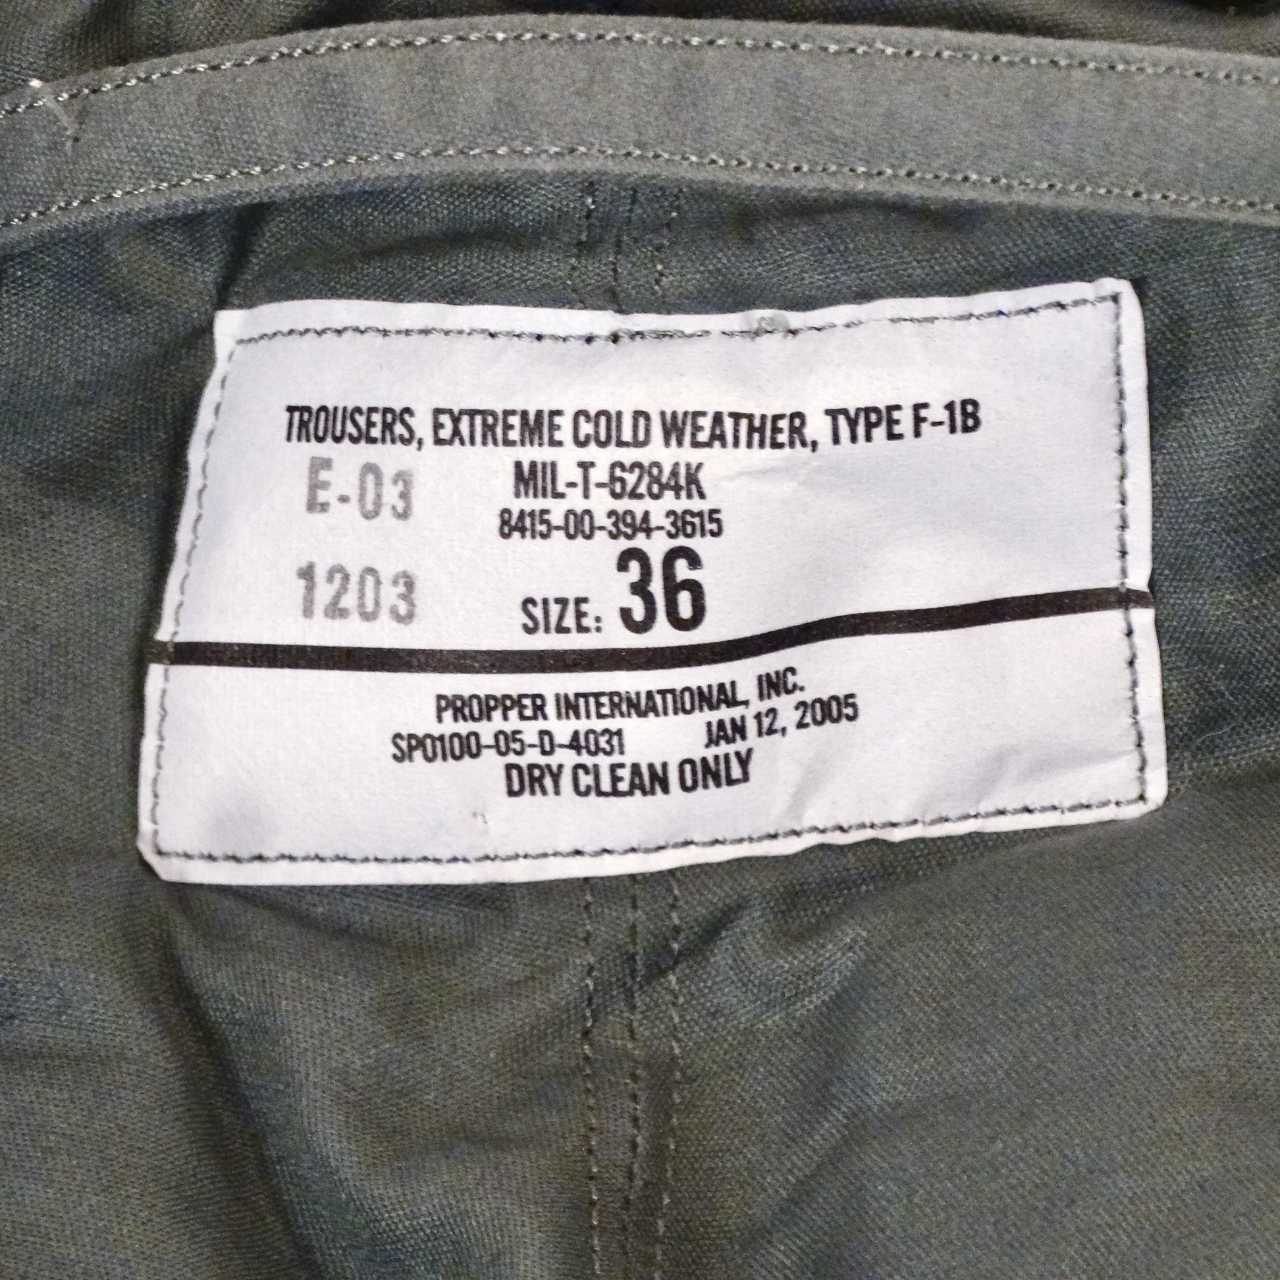 TROUSERS, EXTREME COLD WEATHER, TYPE F-1B
E-03 MIL-T-6284K
8415-00-394-3615
1203 SIZE: 36
PROPPER INTERNATIONAL, INC.
SP0100-05-D-4031 JAN 12, 2005
DRY CLEAN ONLY